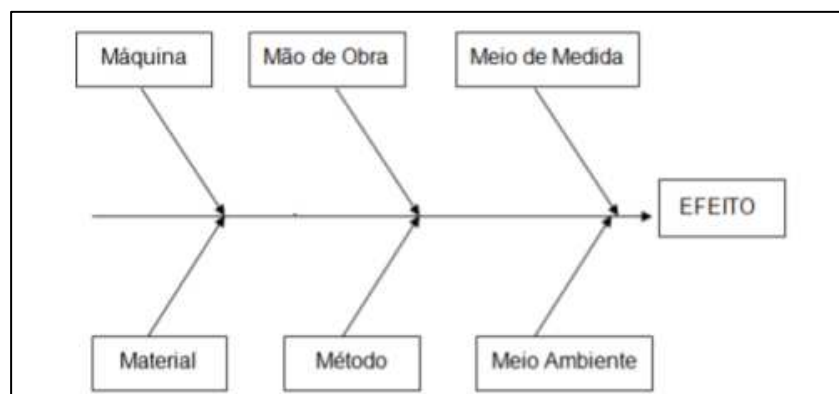 Máquina
Mão de Obra
Meio de Medida
EFEITO
Material
Método
Meio Ambiente